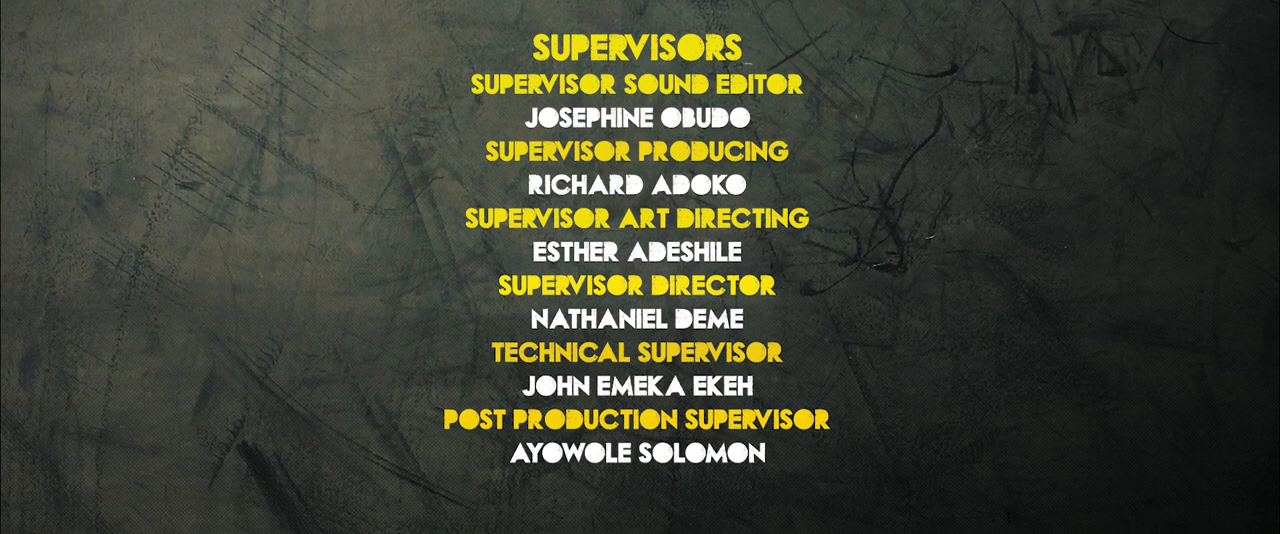 SUPERVISORS
SUPERVISOR SOUND EDITOR
JOSEPHINE OBUDO
SUPERVISOR PRODUCING
RICHARD ADOKO
SUPERVISOR ART DIRECTING
ESTHER ADESHILE
SUPERVISOR DIRECTOR
NATHANIEL DEME
TECHNICAL SUPERVISOR
JOHN EMEKA EKEH
POST PRODUCTION SUPERVISOR
AYOWOLE SOLOMON